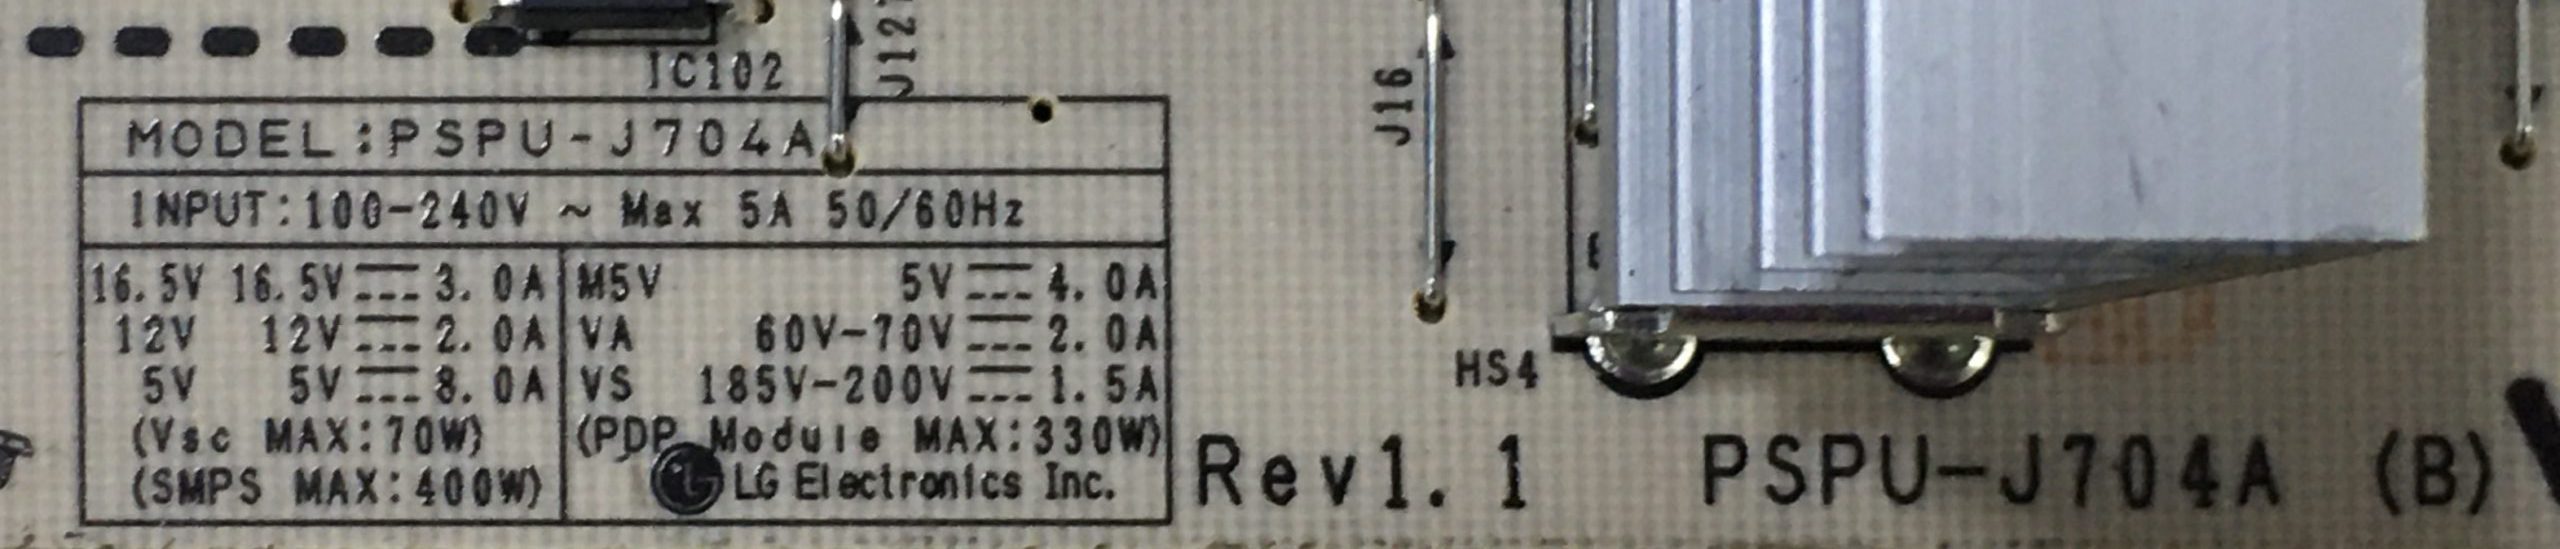 IC102
J127
J16
MODEL:PSPU-J704A
INPUT:100-240V ~ Max 5A 50/60Hz
16.5V 16.5V⎓3.0A
12V 12V⎓2.0A
5V 5V⎓8.0A
(Vsc MAX:70W)
(SMPS MAX:400W)
M5V 5V⎓4.0A
VA 60V-70V⎓2.0A
VS 185V-200V⎓1.5A
(PDP Module MAX:330W)
LG Electronics Inc.
HS4
Rev1.1 PSPU-J704A (B)